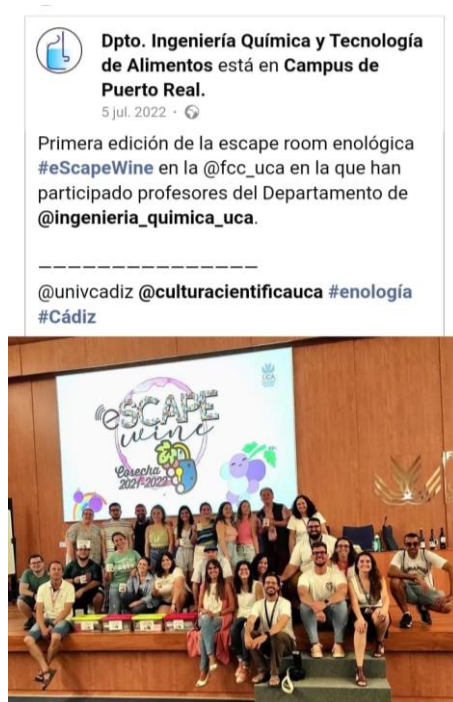 Dpto. Ingeniería Química y Tecnología
de Alimentos está en Campus de
Puerto Real.
5 jul. 2022 ·
Primera edición de la escape room enológica
#eScapeWine en la @fcc_uca en la que han
participado profesores del Departamento de
@ingenieria_quimica_uca.
_______________
@univcadiz @culturacientificauca #enología
#Cádiz
eSCAPE
wine
Cosecha
2021-2022
UCA